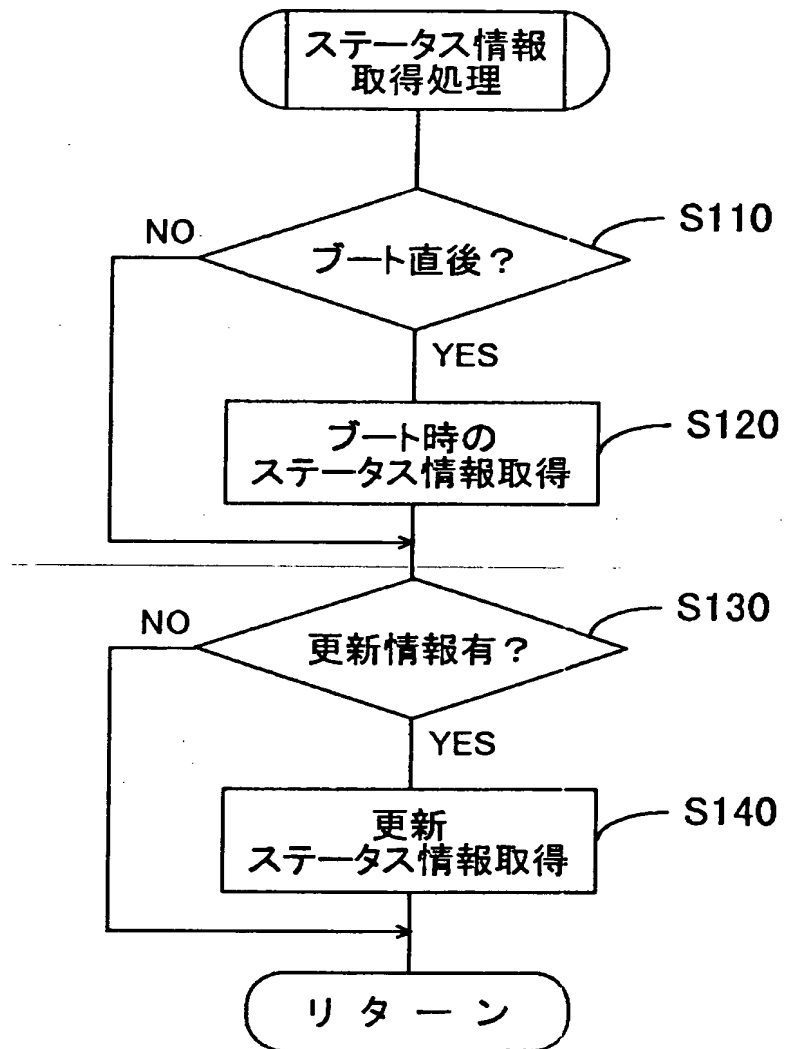 ステータス情報
取得処理
S110
NO
ブート直後？
YES
S120
ブート時の
ステータス情報取得
S130
NO
更新情報有？
YES
S140
更新
ステータス情報取得
リターン